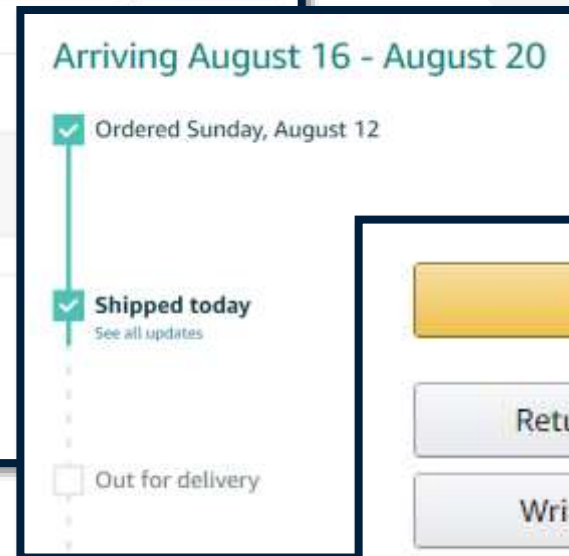 Arriving August 16 - August 20
Ordered Sunday, August 12
Shipped today
See all updates
Out for delivery